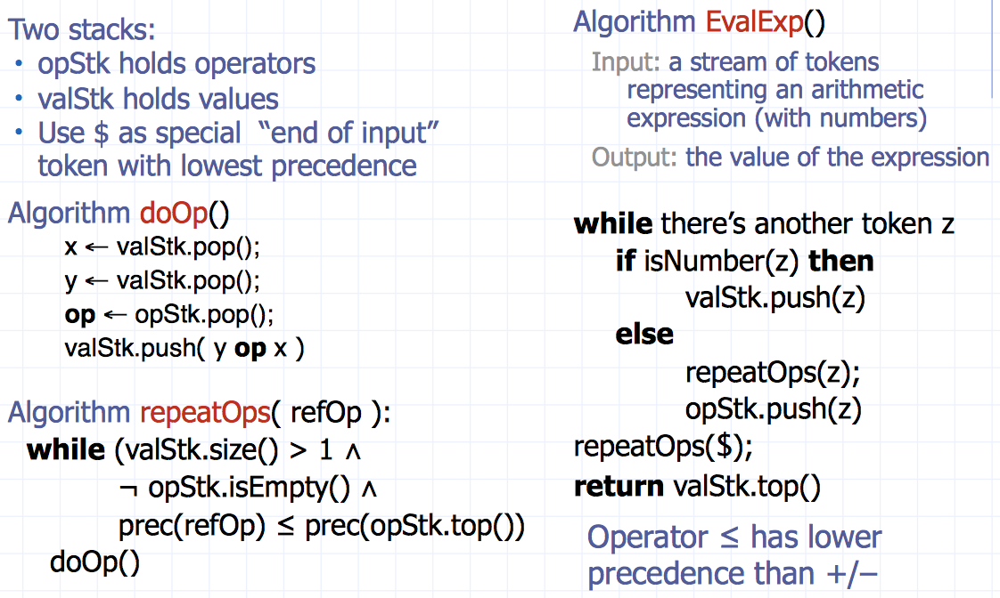 Two stacks:
• opStk holds operators
• valStk holds values
• Use $ as special “end of input”
token with lowest precedence
Algorithm doOp()
x ← valStk.pop();
y ← valStk.pop();
op ← opStk.pop();
valStk.push( y op x )
Algorithm repeatOps( refOp ):
while (valStk.size() > 1 ∧
¬ opStk.isEmpty() ∧
prec(refOp) ≤ prec(opStk.top())
doOp()
Algorithm EvalExp()
Input: a stream of tokens
representing an arithmetic
expression (with numbers)
Output: the value of the expression
while there’s another token z
if isNumber(z) then
valStk.push(z)
else
repeatOps(z);
opStk.push(z)
repeatOps($);
return valStk.top()
Operator ≤ has lower
precedence than +/–